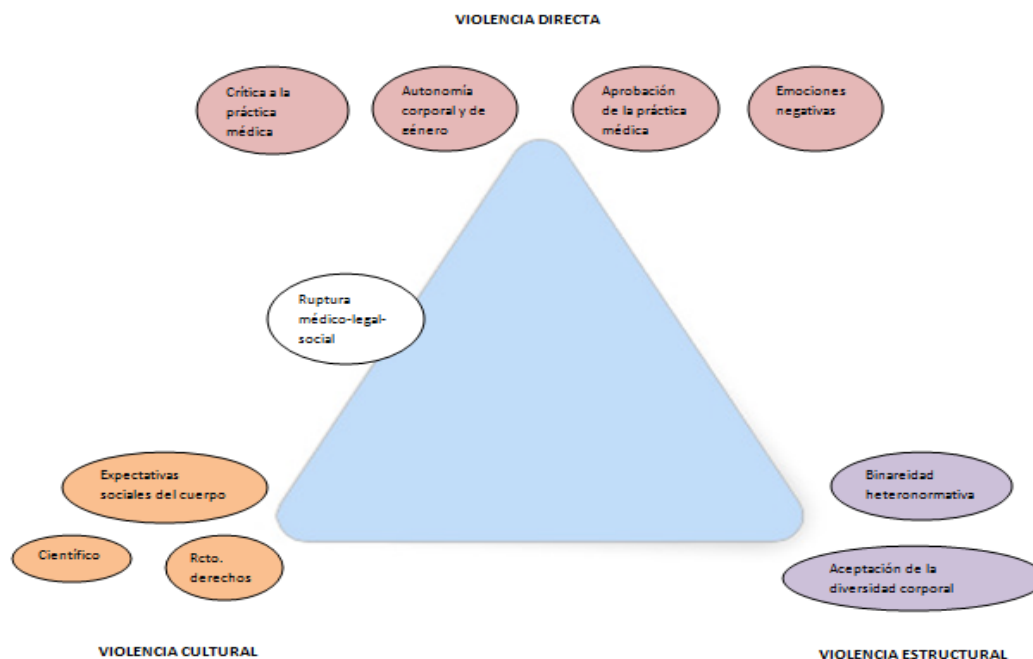 VIOLENCIA DIRECTA
Crítica a la
práctica
médica
Autonomía
corporal y de
género
Aprobación
de la práctica
médica
Emociones
negativas
Ruptura
médico-legal-
social
Expectativas
sociales del cuerpo
Científico
Rcto.
derechos
Binareidad
heteronormativa
Aceptación de la
diversidad corporal
VIOLENCIA CULTURAL
VIOLENCIA ESTRUCTURAL